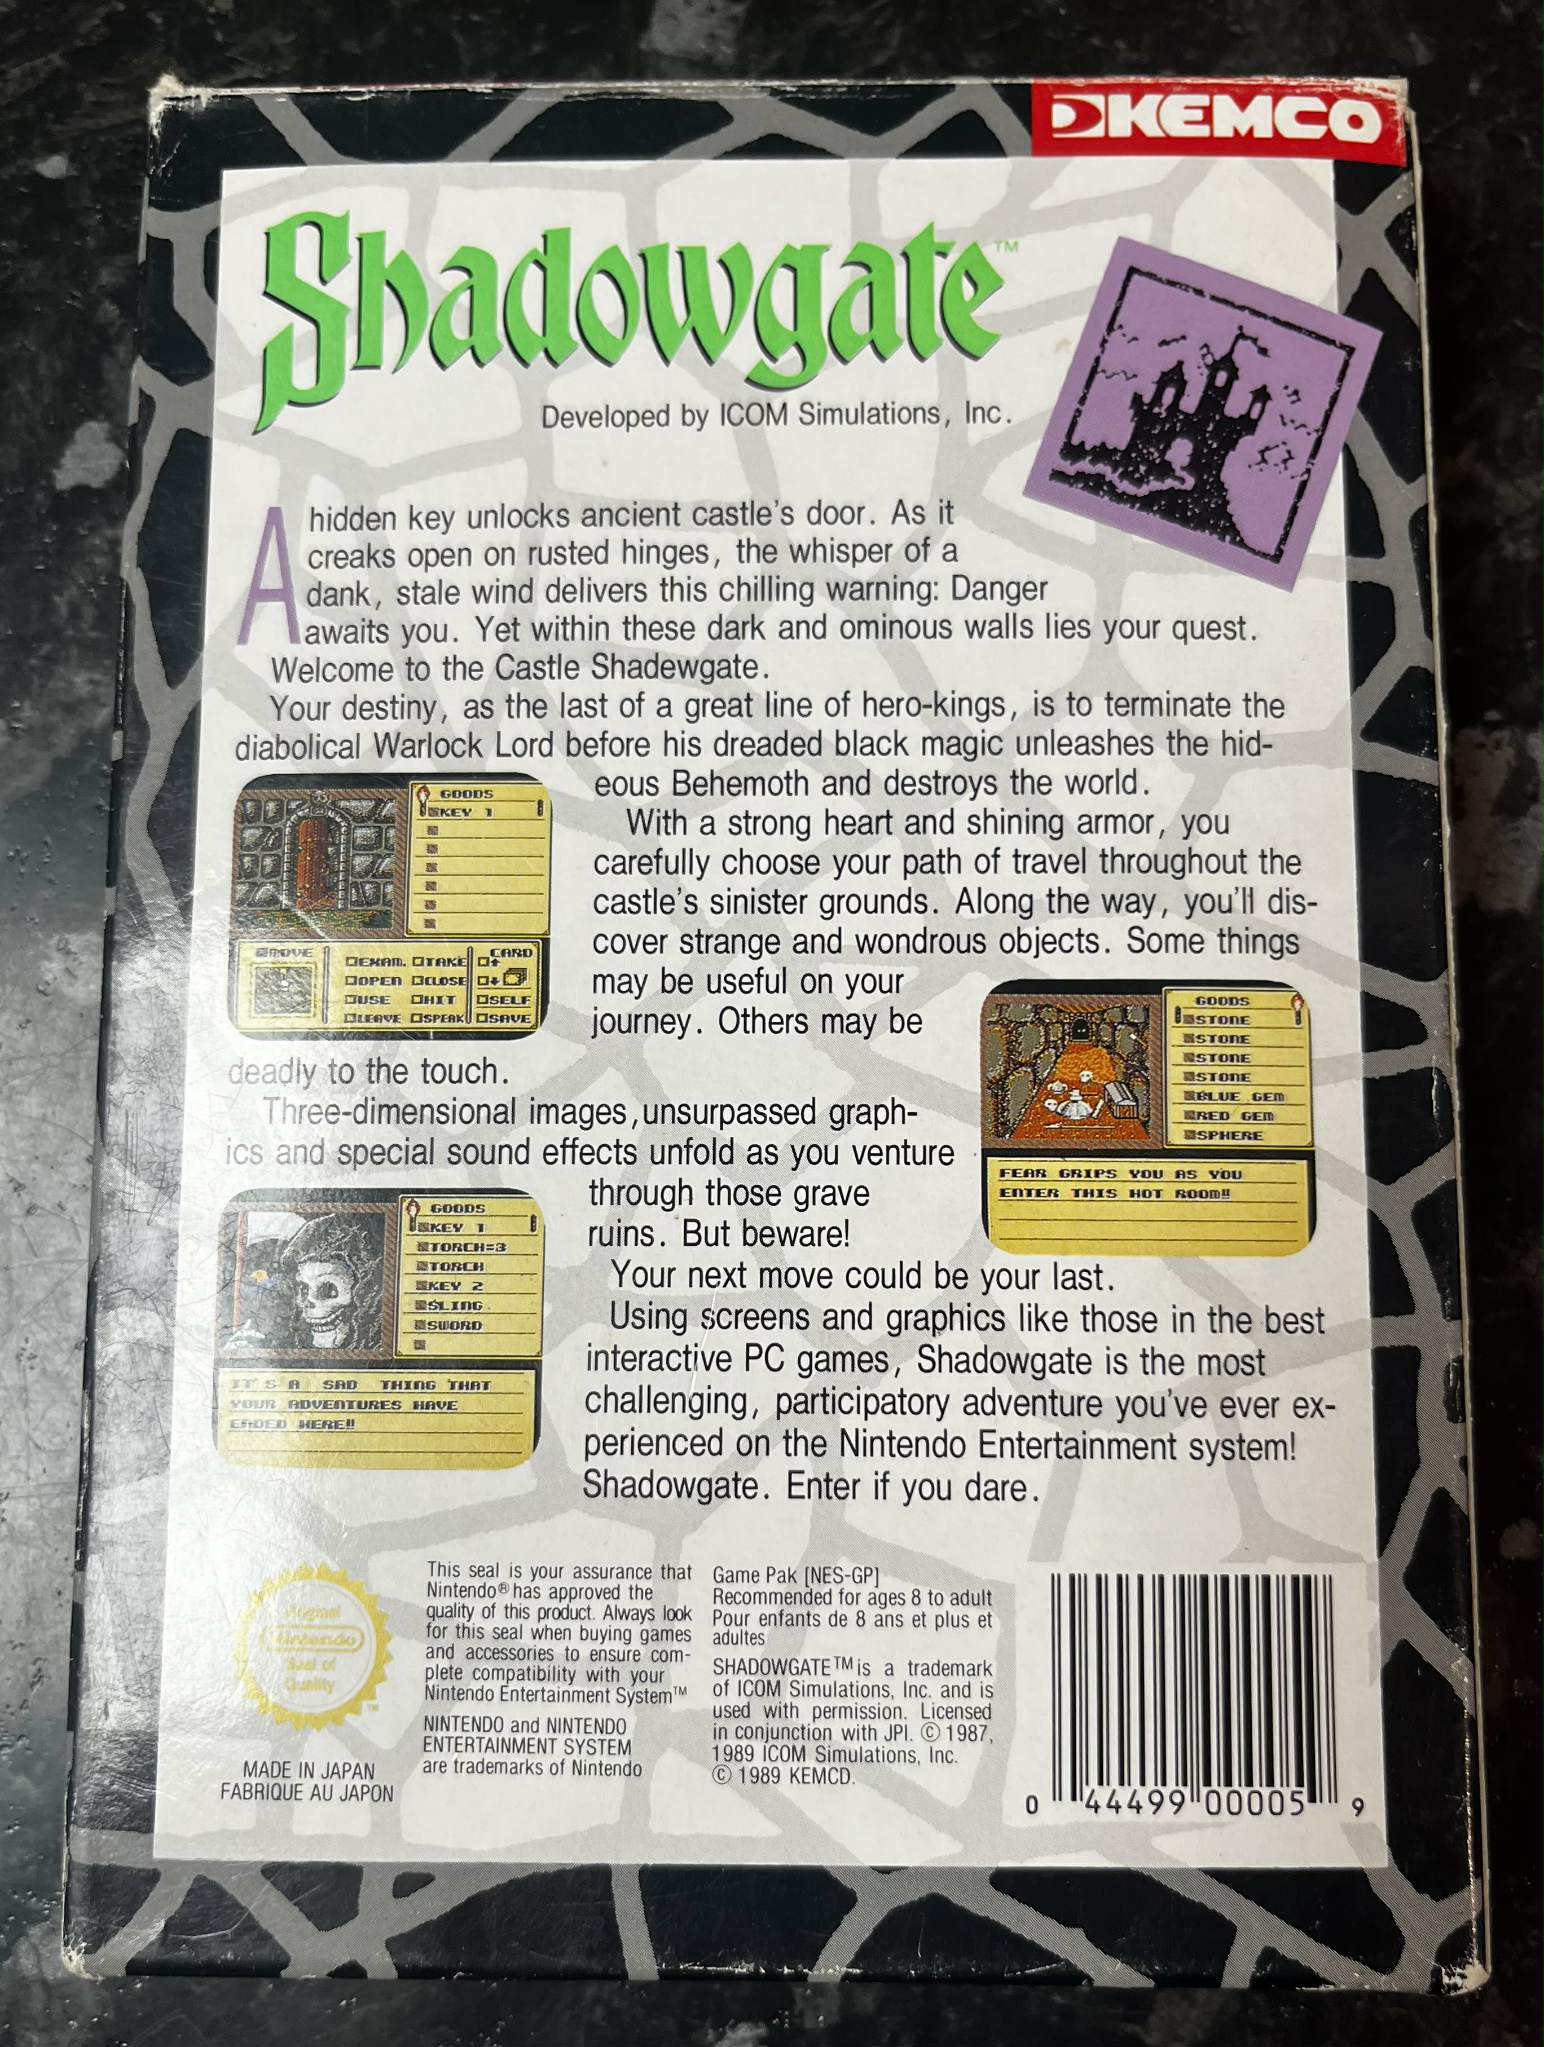 KEMCO
Shadowgate™
Developed by ICOM Simulations, Inc.
A hidden key unlocks ancient castle's door. As it
creaks open on rusted hinges, the whisper of a
dank, stale wind delivers this chilling warning: Danger
awaits you. Yet within these dark and ominous walls lies your quest.
Welcome to the Castle Shadewgate.
Your destiny, as the last of a great line of hero-kings, is to terminate the
diabolical Warlock Lord before his dreaded black magic unleashes the hid-
eous Behemoth and destroys the world.
With a strong heart and shining armor, you
carefully choose your path of travel throughout the
castle's sinister grounds. Along the way, you'll dis-
cover strange and wondrous objects. Some things
may be useful on your
journey. Others may be
deadly to the touch.
Three-dimensional images, unsurpassed graph-
ics and special sound effects unfold as you venture
through those grave
ruins. But beware!
Your next move could be your last.
Using screens and graphics like those in the best
interactive PC games, Shadowgate is the most
challenging, participatory adventure you've ever ex-
perienced on the Nintendo Entertainment system!
Shadowgate. Enter if you dare.
GOODS
KEY 1
MOVE
EXAM. TAKE
OPEN CLOSE
USE HIT
LEAVE SPEAK
CARD
SELF
SAVE
GOODS
STONE
STONE
STONE
STONE
BLUE GEM
RED GEM
SPHERE
FEAR GRIPS YOU AS YOU
ENTER THIS HOT ROOM!!
GOODS
KEY 1
TORCH=3
TORCH
KEY 2
SLING
SWORD
IT'S A SAD THING THAT
YOUR ADVENTURES HAVE
ENDED HERE!!
Original
Nintendo
Seal of
Quality
™
MADE IN JAPAN
FABRIQUE AU JAPON
This seal is your assurance that
Nintendo® has approved the
quality of this product. Always look
for this seal when buying games
and accessories to ensure com-
plete compatibility with your
Nintendo Entertainment System™
NINTENDO and NINTENDO
ENTERTAINMENT SYSTEM
are trademarks of Nintendo
Game Pak [NES-GP]
Recommended for ages 8 to adult
Pour enfants de 8 ans et plus et
adultes
SHADOWGATE™ is a trademark
of ICOM Simulations, Inc. and is
used with permission. Licensed
in conjunction with JPI. © 1987,
1989 ICOM Simulations, Inc.
© 1989 KEMCD.
0 44499 00005 9